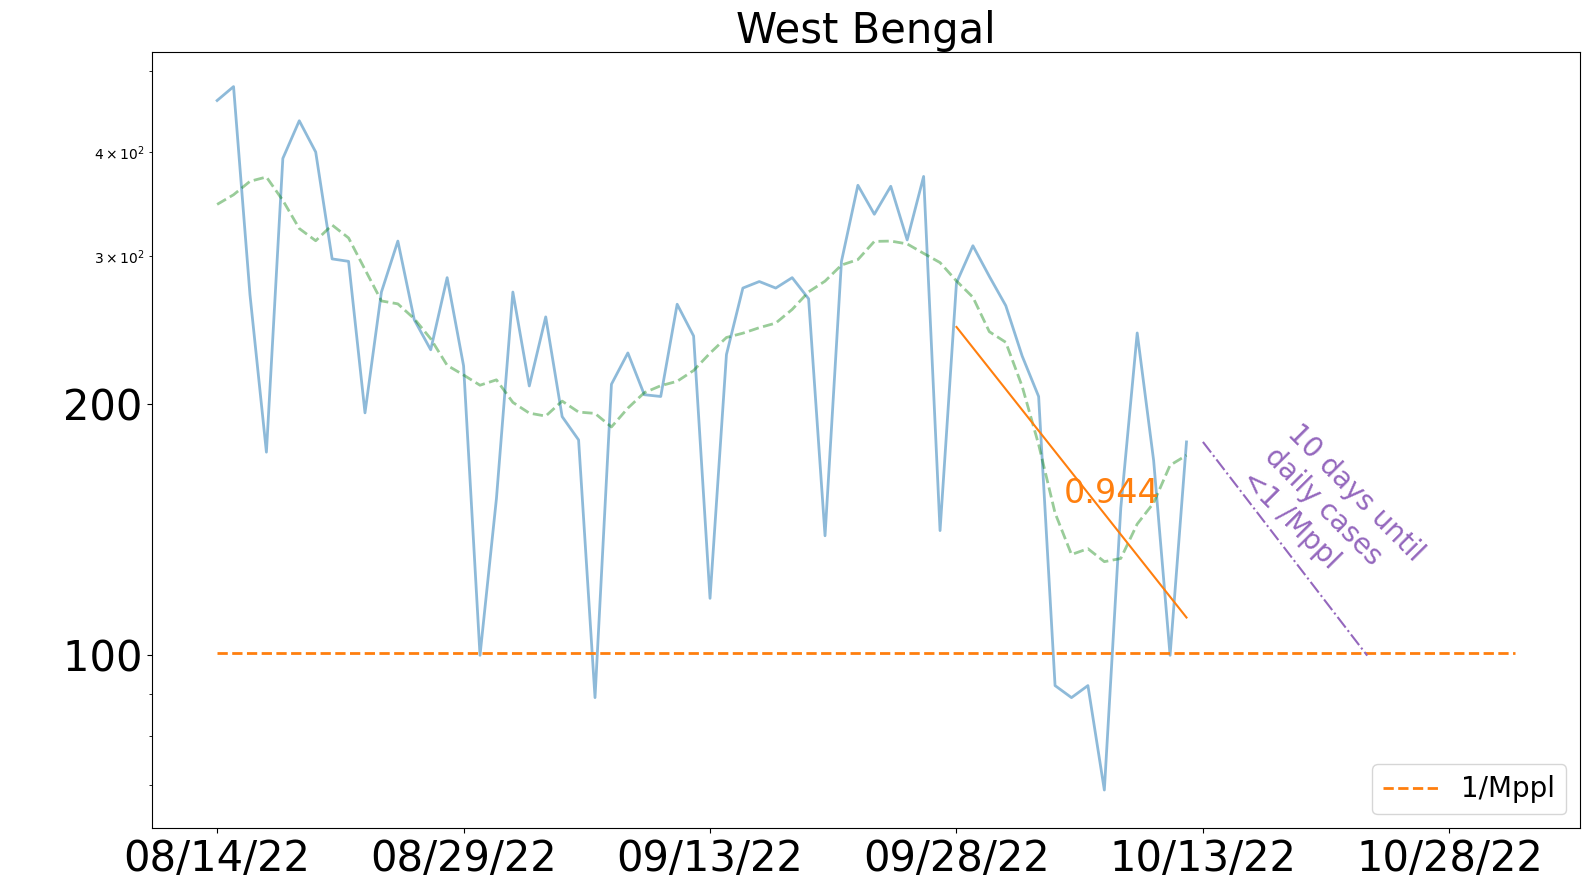 West Bengal
4 × 10²
3 × 10²
200
100
0.944
10 days until
daily cases
<1 /Mppl
1/Mppl
08/14/22
08/29/22
09/13/22
09/28/22
10/13/22
10/28/22